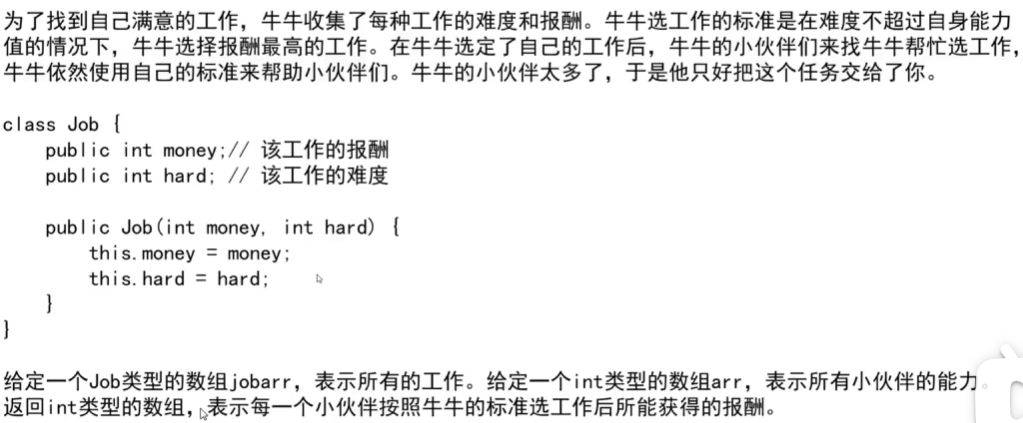 为了找到自己满意的工作，牛牛收集了每种工作的难度和报酬。牛牛选工作的标准是在难度不超过自身能力
值的情况下，牛牛选择报酬最高的工作。在牛牛选定了自己的工作后，牛牛的小伙伴们来找牛牛帮忙选工作，
牛牛依然使用自己的标准来帮助小伙伴们。牛牛的小伙伴太多了，于是他只好把这个任务交给了你。
class Job {
public int money;// 该工作的报酬
public int hard; // 该工作的难度
public Job(int money, int hard) {
this.money = money;
this.hard = hard;
}
}
给定一个Job类型的数组jobarr，表示所有的工作。给定一个int类型的数组arr，表示所有小伙伴的能力。
返回int类型的数组，表示每一个小伙伴按照牛牛的标准选工作后所能获得的报酬。